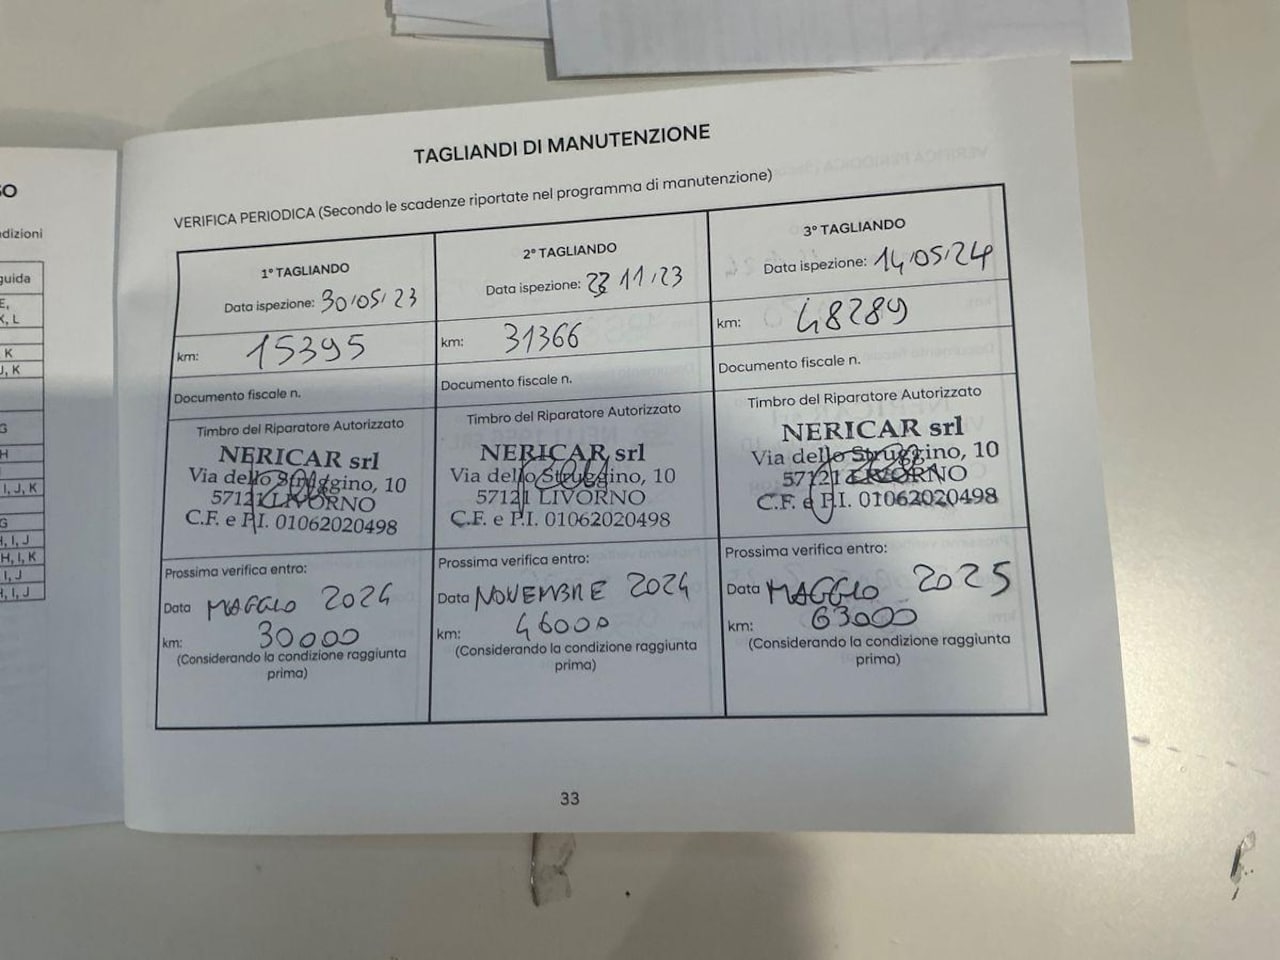 TAGLIANDI DI MANUTENZIONE
VERIFICA PERIODICA (Secondo le scadenze riportate nel programma di manutenzione)
1° TAGLIANDO
Data ispezione: 30/05/23
km: 15395
Documento fiscale n.
Timbro del Riparatore Autorizzato
NERICAR srl
Via dello Struggino, 10
57121 LIVORNO
C.F. e P.I. 01062020498
Prossima verifica entro:
Data MAGGIO 2024
km: 30000
(Considerando la condizione raggiunta
prima)
2° TAGLIANDO
Data ispezione: 23 11/23
km: 31366
Documento fiscale n.
Timbro del Riparatore Autorizzato
NERICAR srl
Via dello Struggino, 10
57121 LIVORNO
C.F. e P.I. 01062020498
Prossima verifica entro:
Data NOVEMBRE 2024
km: 46000
(Considerando la condizione raggiunta
prima)
3° TAGLIANDO
Data ispezione: 14/05/24
km: 48289
Documento fiscale n.
Timbro del Riparatore Autorizzato
NERICAR srl
Via dello Struggino, 10
57121 LIVORNO
C.F. e P.I. 01062020498
Prossima verifica entro:
Data MAGGIO 2025
km: 63000
(Considerando la condizione raggiunta
prima)
33